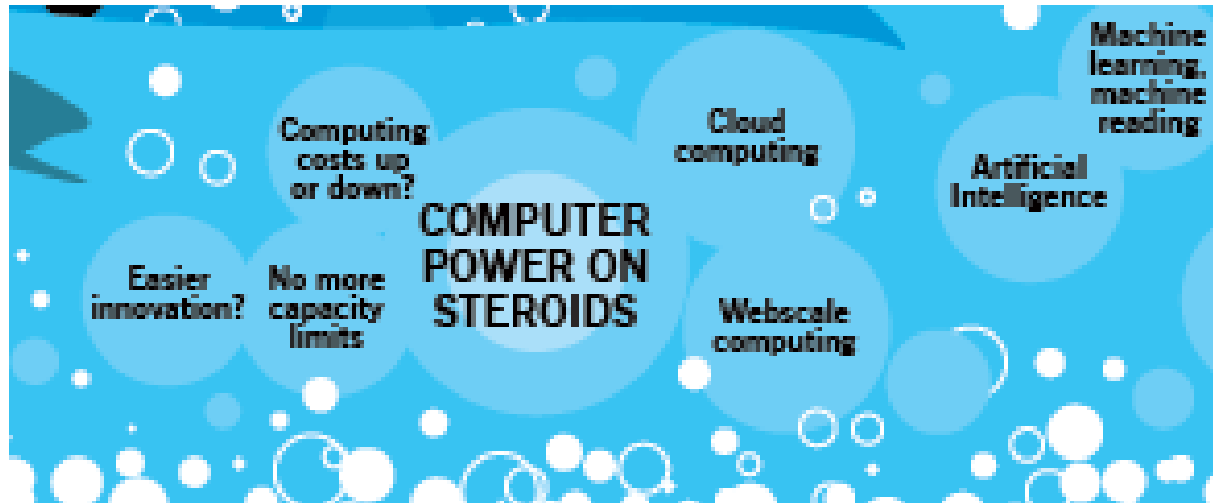 Computing
costs up
or down?
Easier
innovation?
No more
capacity
limits
COMPUTER
POWER ON
STEROIDS
Cloud
computing
Webscale
computing
Artificial
Intelligence
Machine
learning,
machine
reading